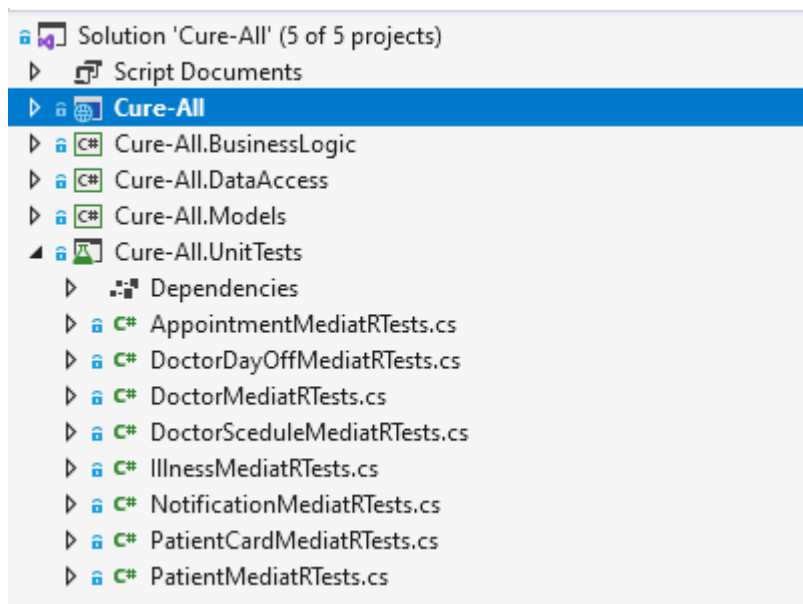 Solution 'Cure-All' (5 of 5 projects)
Script Documents
Cure-All
C# Cure-All.BusinessLogic
C# Cure-All.DataAccess
C# Cure-All.Models
Cure-All.UnitTests
Dependencies
C# AppointmentMediatRTests.cs
C# DoctorDayOffMediatRTests.cs
C# DoctorMediatRTests.cs
C# DoctorSceduleMediatRTests.cs
C# IllnessMediatRTests.cs
C# NotificationMediatRTests.cs
C# PatientCardMediatRTests.cs
C# PatientMediatRTests.cs